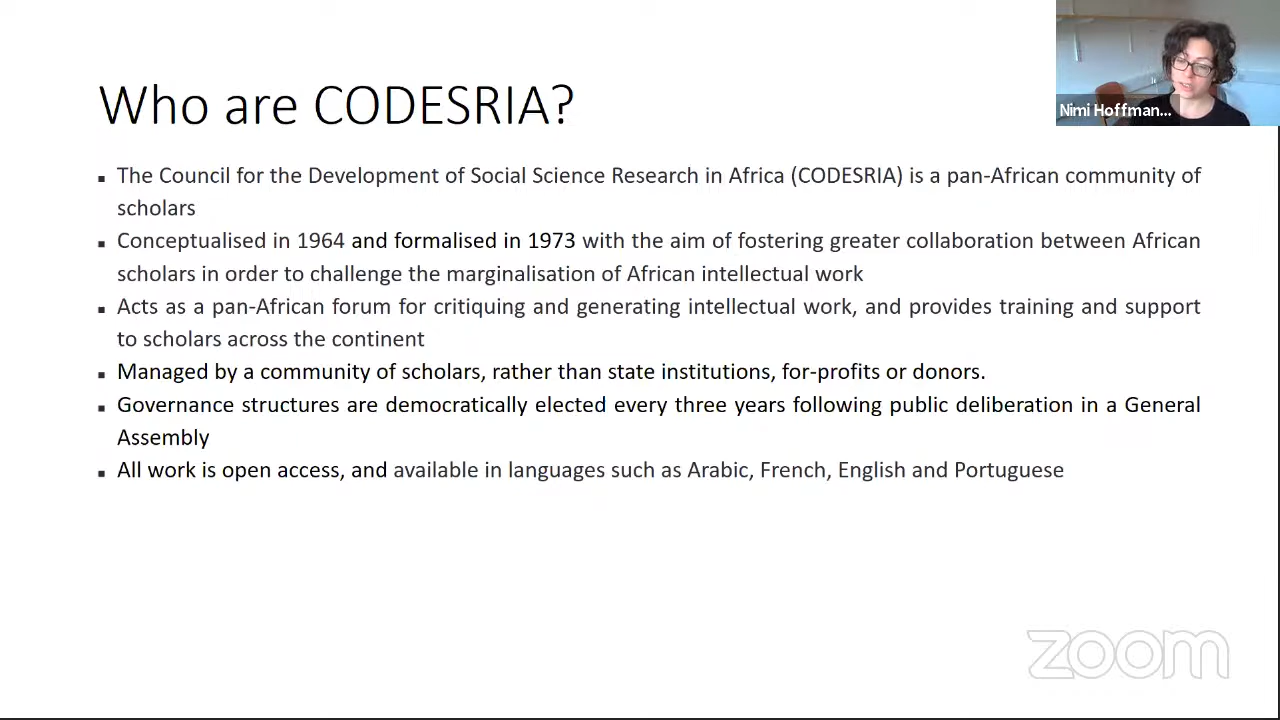 Who are CODESRIA?
Nimi Hoffman...
▪ The Council for the Development of Social Science Research in Africa (CODESRIA) is a pan-African community of
scholars
▪ Conceptualised in 1964 and formalised in 1973 with the aim of fostering greater collaboration between African
scholars in order to challenge the marginalisation of African intellectual work
▪ Acts as a pan-African forum for critiquing and generating intellectual work, and provides training and support
to scholars across the continent
▪ Managed by a community of scholars, rather than state institutions, for-profits or donors.
▪ Governance structures are democratically elected every three years following public deliberation in a General
Assembly
▪ All work is open access, and available in languages such as Arabic, French, English and Portuguese
zoom